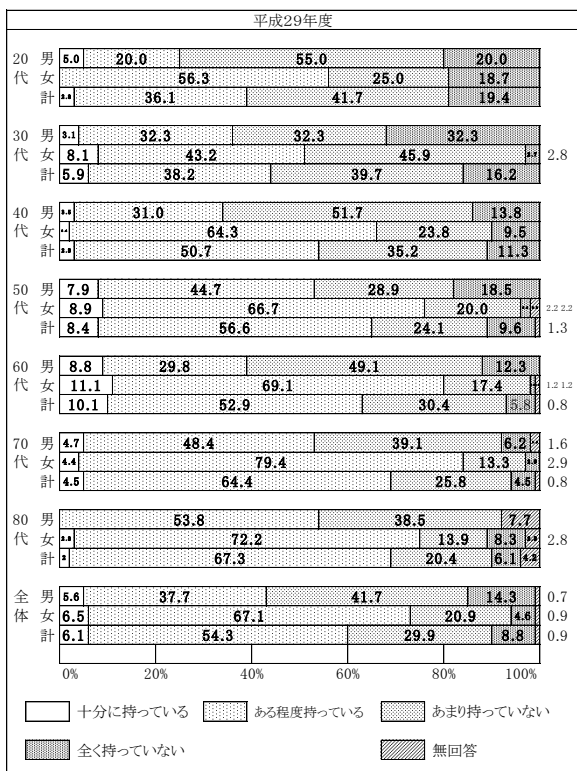 平成29年度
20 男 5.0 20.0 55.0 20.0
代 女 56.3 25.0 18.7
計 36.1 41.7 19.4
30 男 3.1 32.3 32.3 32.3
代 女 8.1 43.2 45.9 2.8
計 5.9 38.2 39.7 16.2
40 男 31.0 51.7 13.8
代 女 64.3 23.8 9.5
計 50.7 35.2 11.3
50 男 7.9 44.7 28.9 18.5
代 女 8.9 66.7 20.0 2.2 2.2
計 8.4 56.6 24.1 9.6 1.3
60 男 8.8 29.8 49.1 12.3
代 女 11.1 69.1 17.4 1.2 1.2
計 10.1 52.9 30.4 5.8 0.8
70 男 4.7 48.4 39.1 6.2 1.6
代 女 4.4 79.4 13.3 2.9
計 4.5 64.4 25.8 4.5 0.8
80 男 53.8 38.5 7.7
代 女 72.2 13.9 8.3 2.8
計 2 67.3 20.4 6.1 4.2
全 男 5.6 37.7 41.7 14.3 0.7
体 女 6.5 67.1 20.9 4.6 0.9
計 6.1 54.3 29.9 8.8 0.9
0% 20% 40% 60% 80% 100%
十分に持っている ある程度持っている あまり持っていない
全く持っていない 無回答